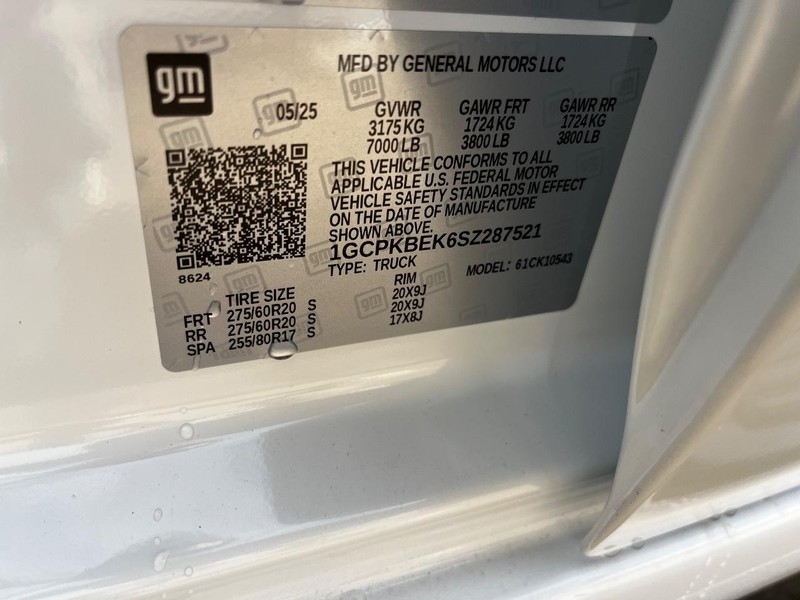 gm
MFD BY GENERAL MOTORS LLC
05/25
GVWR GAWR FRT GAWR RR
3175 KG 1724 KG 1724 KG
7000 LB 3800 LB 3800 LB
THIS VEHICLE CONFORMS TO ALL
APPLICABLE U.S. FEDERAL MOTOR
VEHICLE SAFETY STANDARDS IN EFFECT
ON THE DATE OF MANUFACTURE
SHOWN ABOVE.
1GCPKBEK6SZ287521
TYPE: TRUCK MODEL: 61CK10543
8624
TIRE SIZE RIM
FRT 275/60R20 S 20X9J
RR 275/60R20 S 20X9J
SPA 255/80R17 S 17X8J